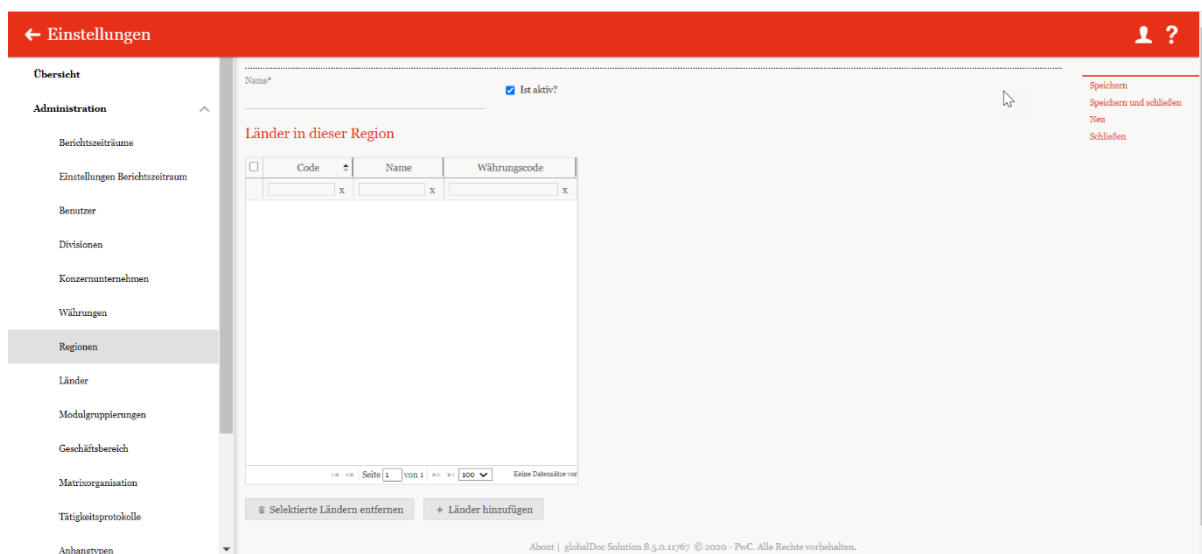 Einstellungen
?
Übersicht
Administration
Berichtszeiträume
Einstellungen Berichtszeitraum
Benutzer
Divisionen
Konzernunternehmen
Währungen
Regionen
Länder
Modulgruppierungen
Geschäftsbereich
Matrixorganisation
Tätigkeitsprotokolle
Anhangtypen
Name*
Ist aktiv?
Länder in dieser Region
Code Name Währungscode
x x x
Seite 1 von 1 100 Keine Datensätze vor
Selektierte Ländern entfernen + Länder hinzufügen
Speichern
Speichern und schließen
Neu
Schließen
About | globalDoc Solution 8.5.0.11767 © 2020 - PwC. Alle Rechte vorbehalten.